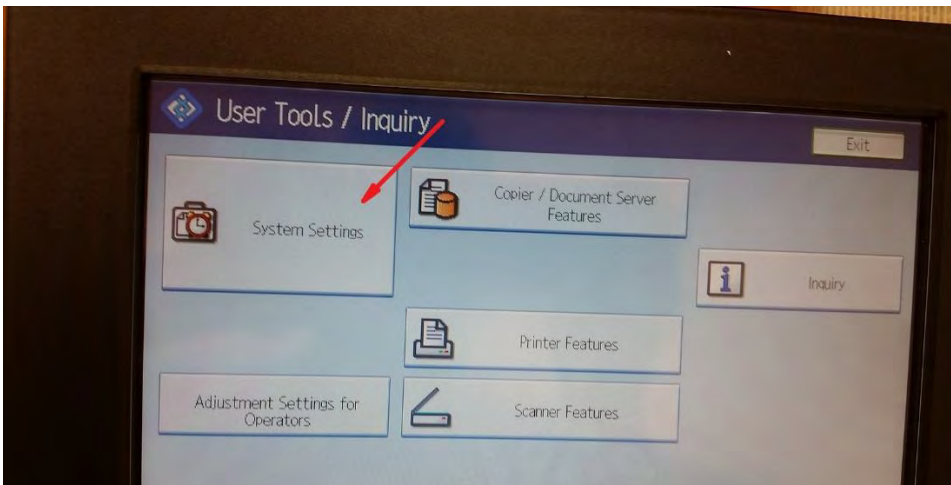 User Tools / Inquiry
Exit
System Settings
Copier / Document Server
Features
Inquiry
Printer Features
Adjustment Settings for
Operators
Scanner Features